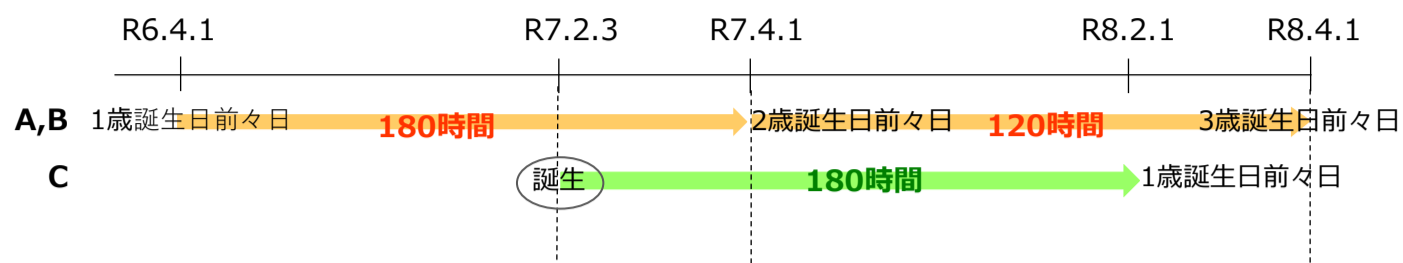 R6.4.1 R7.2.3 R7.4.1 R8.2.1 R8.4.1
A,B 1歳誕生日前々日 180時間 2歳誕生日前々日 120時間 3歳誕生日前々日
C 誕生 180時間 1歳誕生日前々日